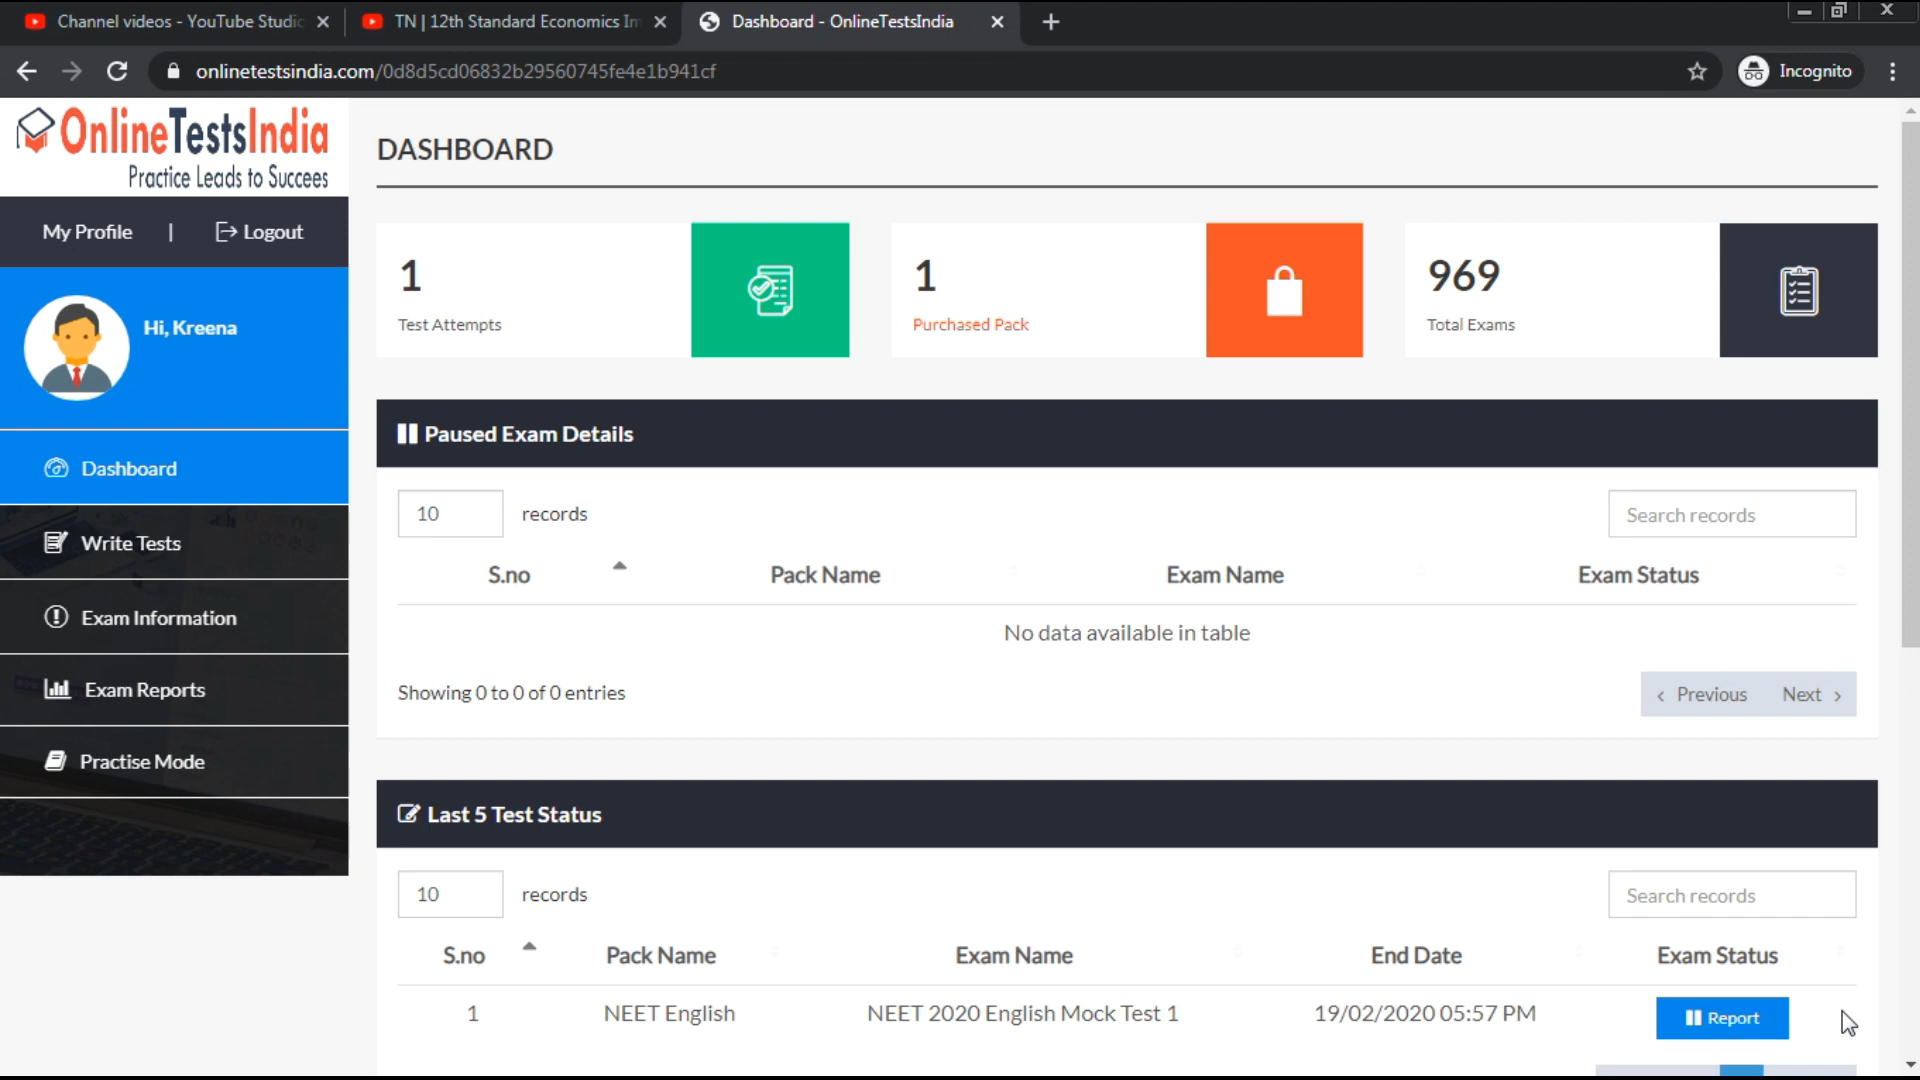 Channel videos - YouTube Studio
TN | 12th Standard Economics Im
Dashboard - OnlineTestsIndia
onlinetestsindia.com/0d8d5cd06832b29560745fe4e1b941cf
Incognito
OnlineTestsIndia
Practice Leads to Succees
My Profile | Logout
Hi, Kreena
Dashboard
Write Tests
Exam Information
Exam Reports
Practise Mode
DASHBOARD
1
Test Attempts
1
Purchased Pack
969
Total Exams
Paused Exam Details
10 records
Search records
S.no Pack Name Exam Name Exam Status
No data available in table
Showing 0 to 0 of 0 entries
‹ Previous Next ›
Last 5 Test Status
10 records
Search records
S.no Pack Name Exam Name End Date Exam Status
1 NEET English NEET 2020 English Mock Test 1 19/02/2020 05:57 PM Report